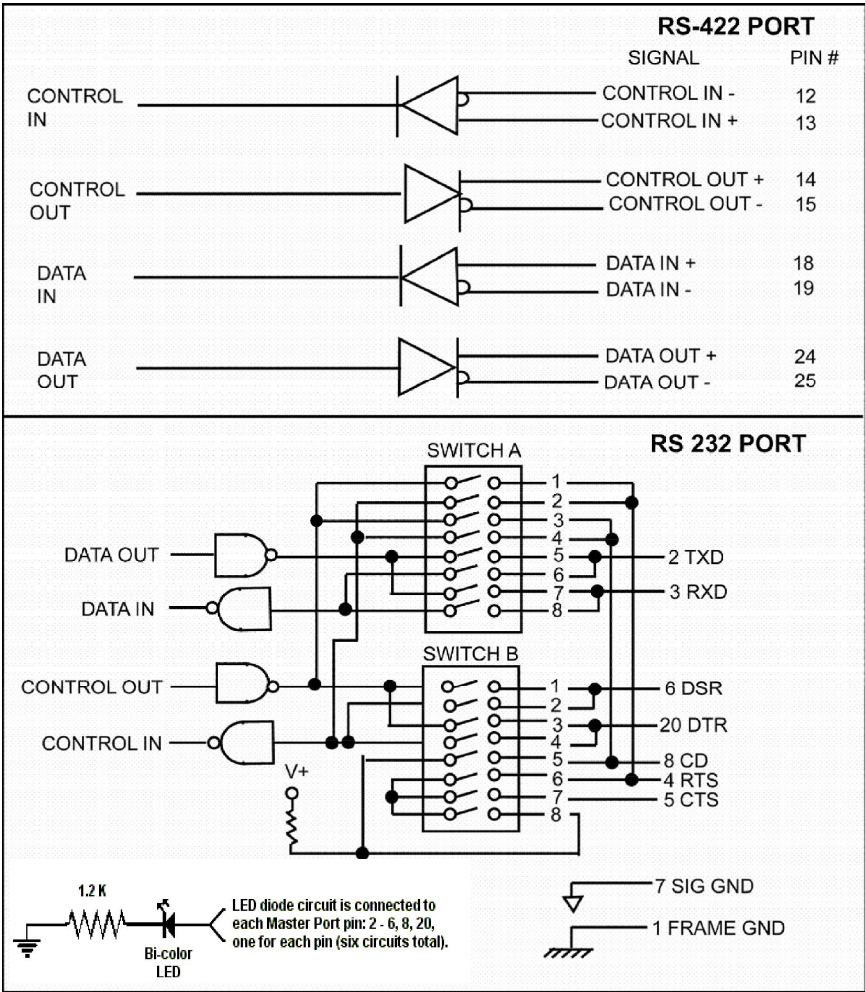 RS-422 PORT
SIGNAL PIN #
CONTROL IN
CONTROL IN - 12
CONTROL IN + 13
CONTROL OUT
CONTROL OUT + 14
CONTROL OUT - 15
DATA IN
DATA IN + 18
DATA IN - 19
DATA OUT
DATA OUT + 24
DATA OUT - 25
RS 232 PORT
SWITCH A
1
2
3
4
5
6
7
8
DATA OUT
DATA IN
2 TXD
3 RXD
SWITCH B
1
2
3
4
5
6
7
8
CONTROL OUT
CONTROL IN
V+
6 DSR
20 DTR
8 CD
4 RTS
5 CTS
1.2 K
Bi-color
LED
LED diode circuit is connected to
each Master Port pin: 2 - 6, 8, 20,
one for each pin (six circuits total).
7 SIG GND
1 FRAME GND